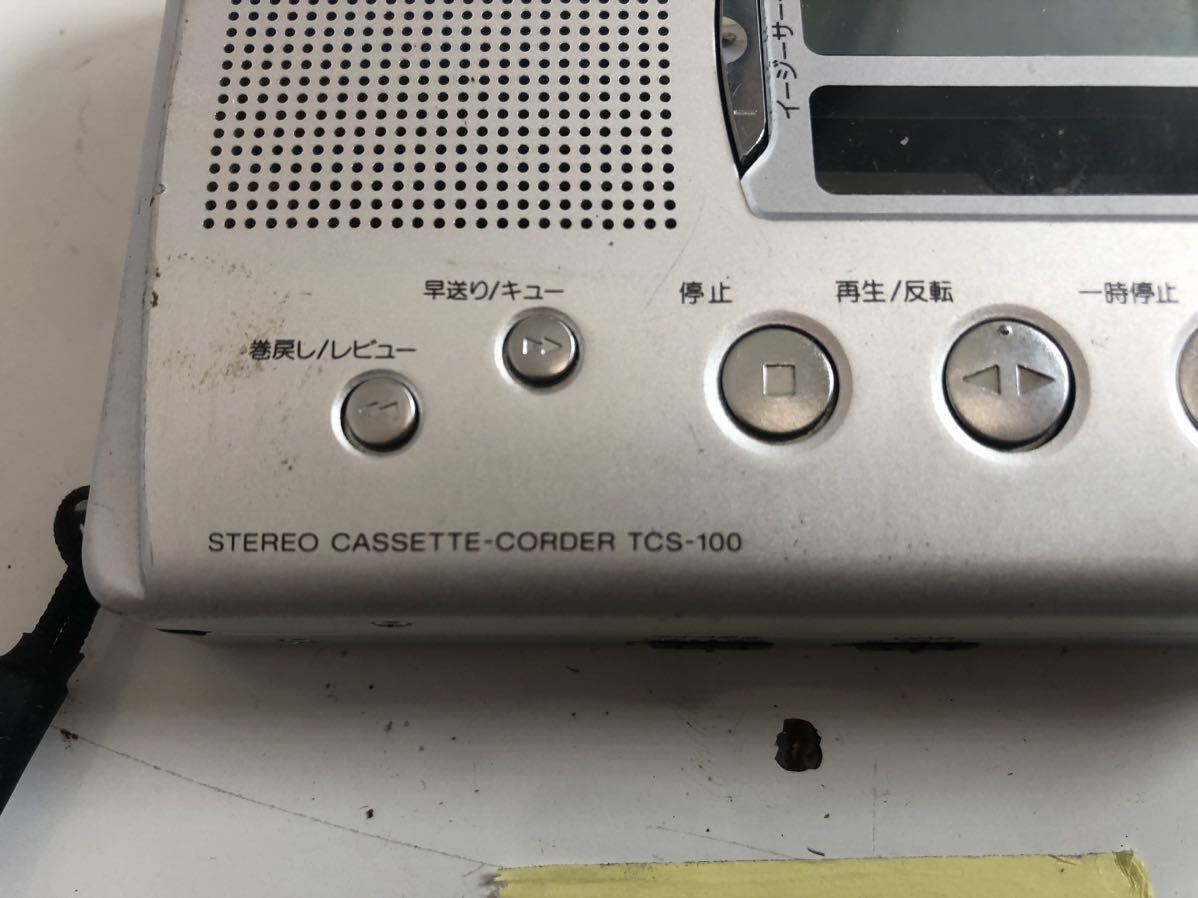 イージーサー
早送り/キュー
停止
再生/反転
一時停止
巻戻し/レビュー
STEREO CASSETTE-CORDER TCS-100